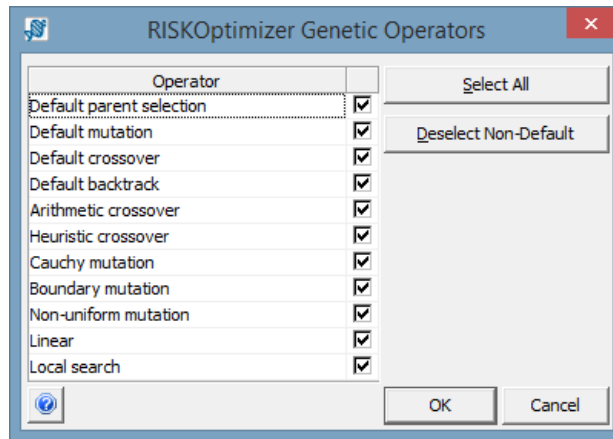 RISKOptimizer Genetic Operators
Operator
Default parent selection
Default mutation
Default crossover
Default backtrack
Arithmetic crossover
Heuristic crossover
Cauchy mutation
Boundary mutation
Non-uniform mutation
Linear
Local search
Select All
Deselect Non-Default
OK
Cancel